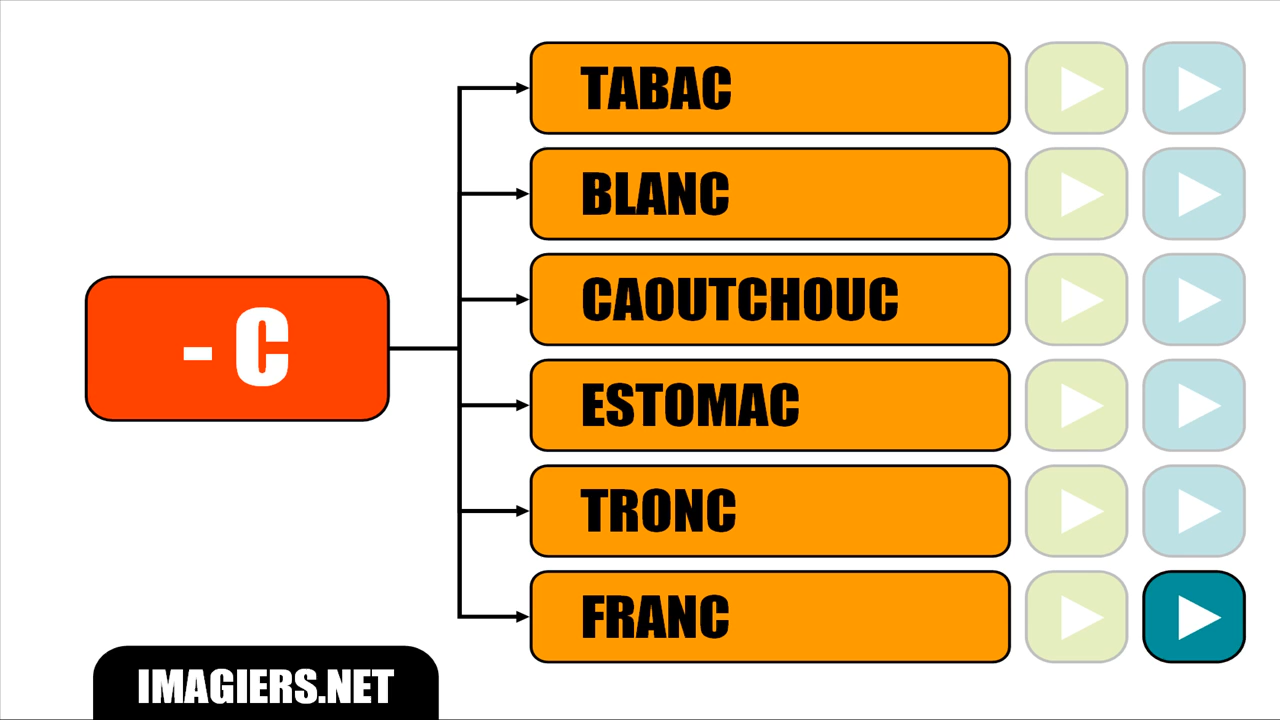 TABAC
BLANC
CAOUTCHOUC
- C
ESTOMAC
TRONC
FRANC
IMAGIERS.NET